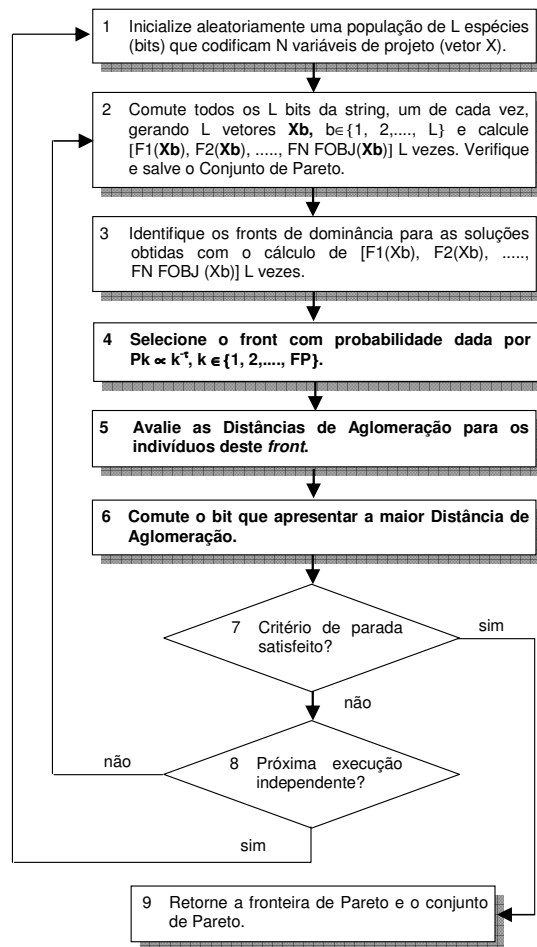 1 Inicialize aleatoriamente uma população de L espécies
(bits) que codificam N variáveis de projeto (vetor X).
2 Comute todos os L bits da string, um de cada vez,
gerando L vetores Xb, b∈{1, 2,...., L} e calcule
[F1(Xb), F2(Xb), ....., FN FOBJ(Xb)] L vezes. Verifique
e salve o Conjunto de Pareto.
3 Identifique os fronts de dominância para as soluções
obtidas com o cálculo de [F1(Xb), F2(Xb), .....,
FN FOBJ (Xb)] L vezes.
4 Selecione o front com probabilidade dada por
Pk ∝ k^-τ, k ∈ {1, 2,...., FP}.
5 Avalie as Distâncias de Aglomeração para os
indivíduos deste front.
6 Comute o bit que apresentar a maior Distância de
Aglomeração.
7 Critério de parada
satisfeito?
sim
não
8 Próxima execução
independente?
não
sim
9 Retorne a fronteira de Pareto e o conjunto
de Pareto.